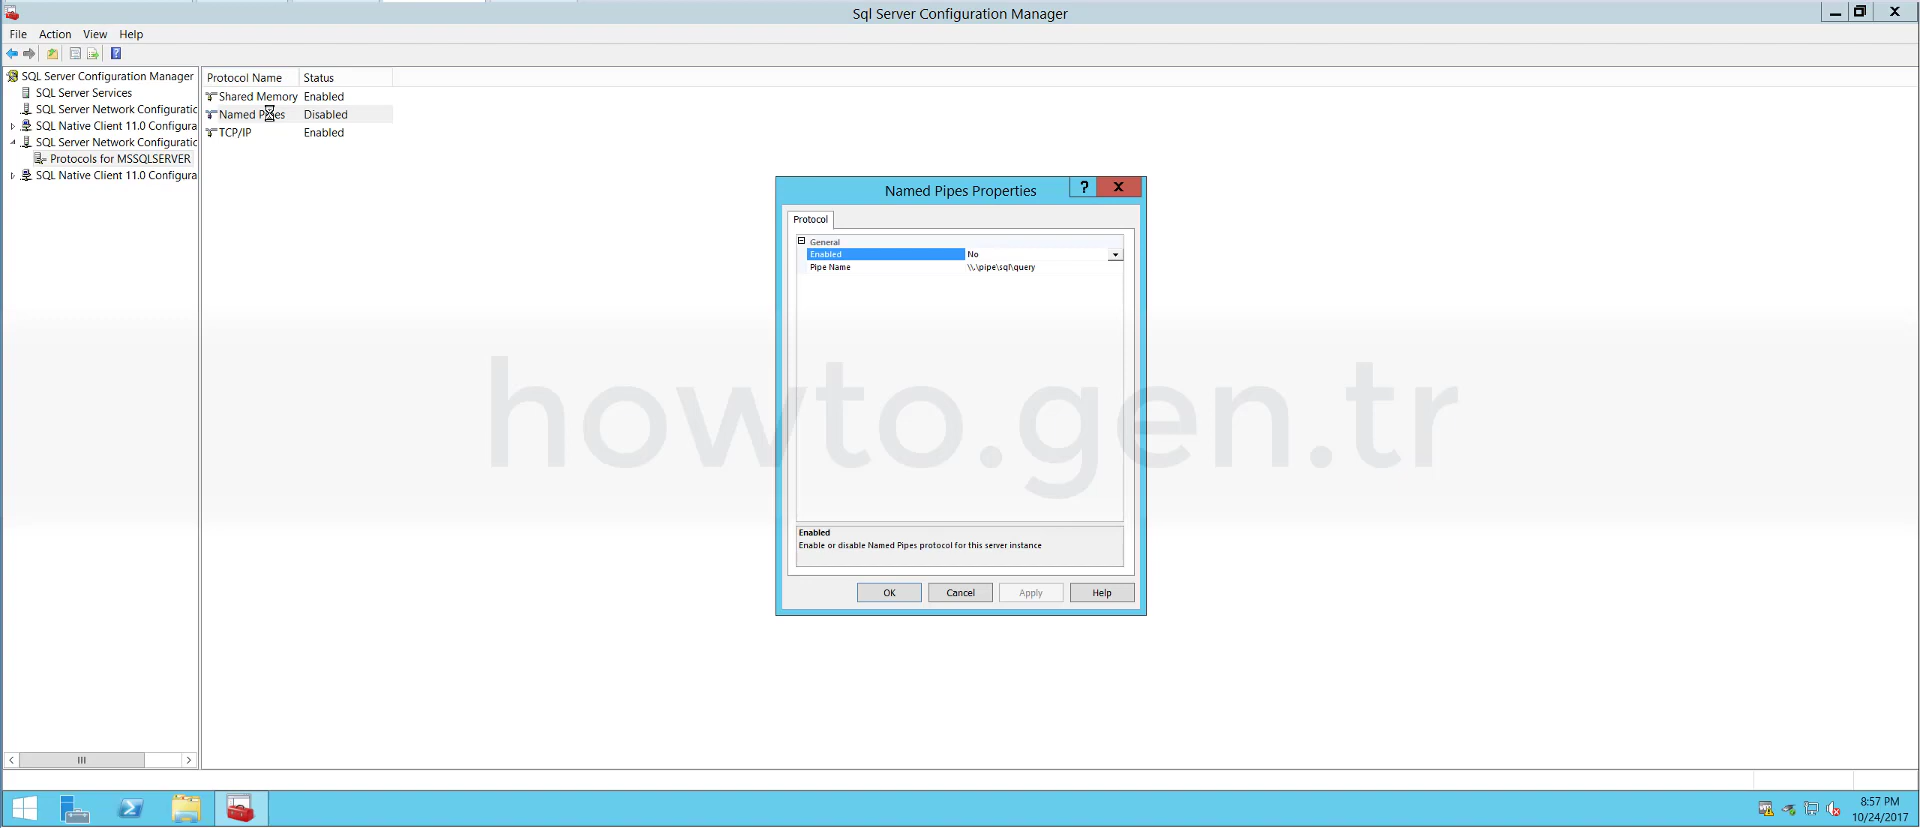 Sql Server Configuration Manager
File Action View Help
SQL Server Configuration Manager
SQL Server Services
SQL Server Network Configuratic
SQL Native Client 11.0 Configura
SQL Server Network Configuratic
Protocols for MSSQLSERVER
SQL Native Client 11.0 Configura
Protocol Name Status
Shared Memory Enabled
Named Pipes Disabled
TCP/IP Enabled
Named Pipes Properties
Protocol
General
Enabled No
Pipe Name \\.\pipe\sql\query
howto.gen.tr
Enabled
Enable or disable Named Pipes protocol for this server instance
OK Cancel Apply Help
8:57 PM
10/24/2017